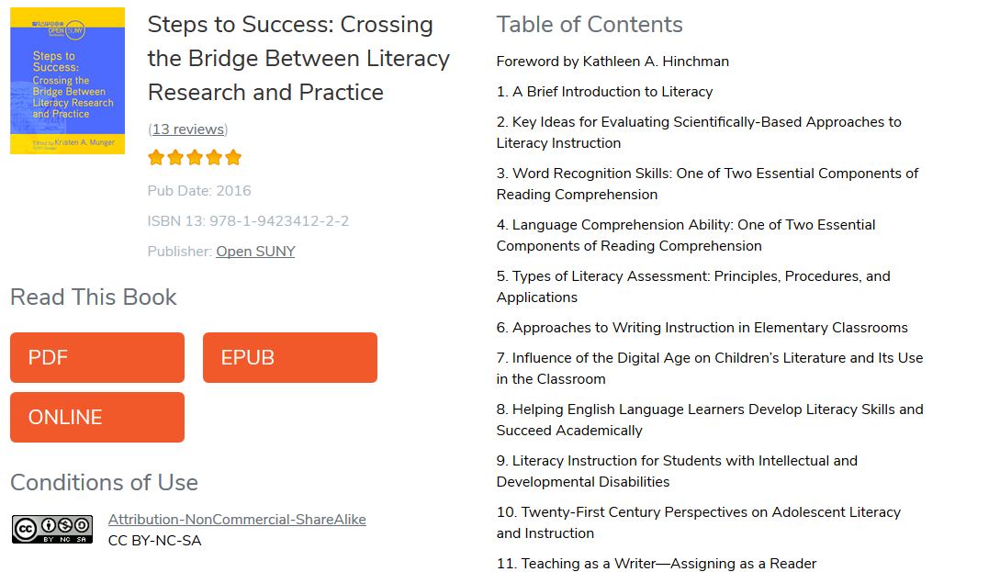 OPEN SUNY
Steps to
Success:
Crossing the
Bridge Between
Literacy Research
and Practice
Edited by Kristen A. Munger
Steps to Success: Crossing
the Bridge Between Literacy
Research and Practice
(13 reviews)
Pub Date: 2016
ISBN 13: 978-1-9423412-2-2
Publisher: Open SUNY
Read This Book
PDF
EPUB
ONLINE
Conditions of Use
cc
BY NC SA
Attribution-NonCommercial-ShareAlike
CC BY-NC-SA
Table of Contents
Foreword by Kathleen A. Hinchman
1. A Brief Introduction to Literacy
2. Key Ideas for Evaluating Scientifically-Based Approaches to
Literacy Instruction
3. Word Recognition Skills: One of Two Essential Components of
Reading Comprehension
4. Language Comprehension Ability: One of Two Essential
Components of Reading Comprehension
5. Types of Literacy Assessment: Principles, Procedures, and
Applications
6. Approaches to Writing Instruction in Elementary Classrooms
7. Influence of the Digital Age on Children’s Literature and Its Use
in the Classroom
8. Helping English Language Learners Develop Literacy Skills and
Succeed Academically
9. Literacy Instruction for Students with Intellectual and
Developmental Disabilities
10. Twenty-First Century Perspectives on Adolescent Literacy
and Instruction
11. Teaching as a Writer—Assigning as a Reader